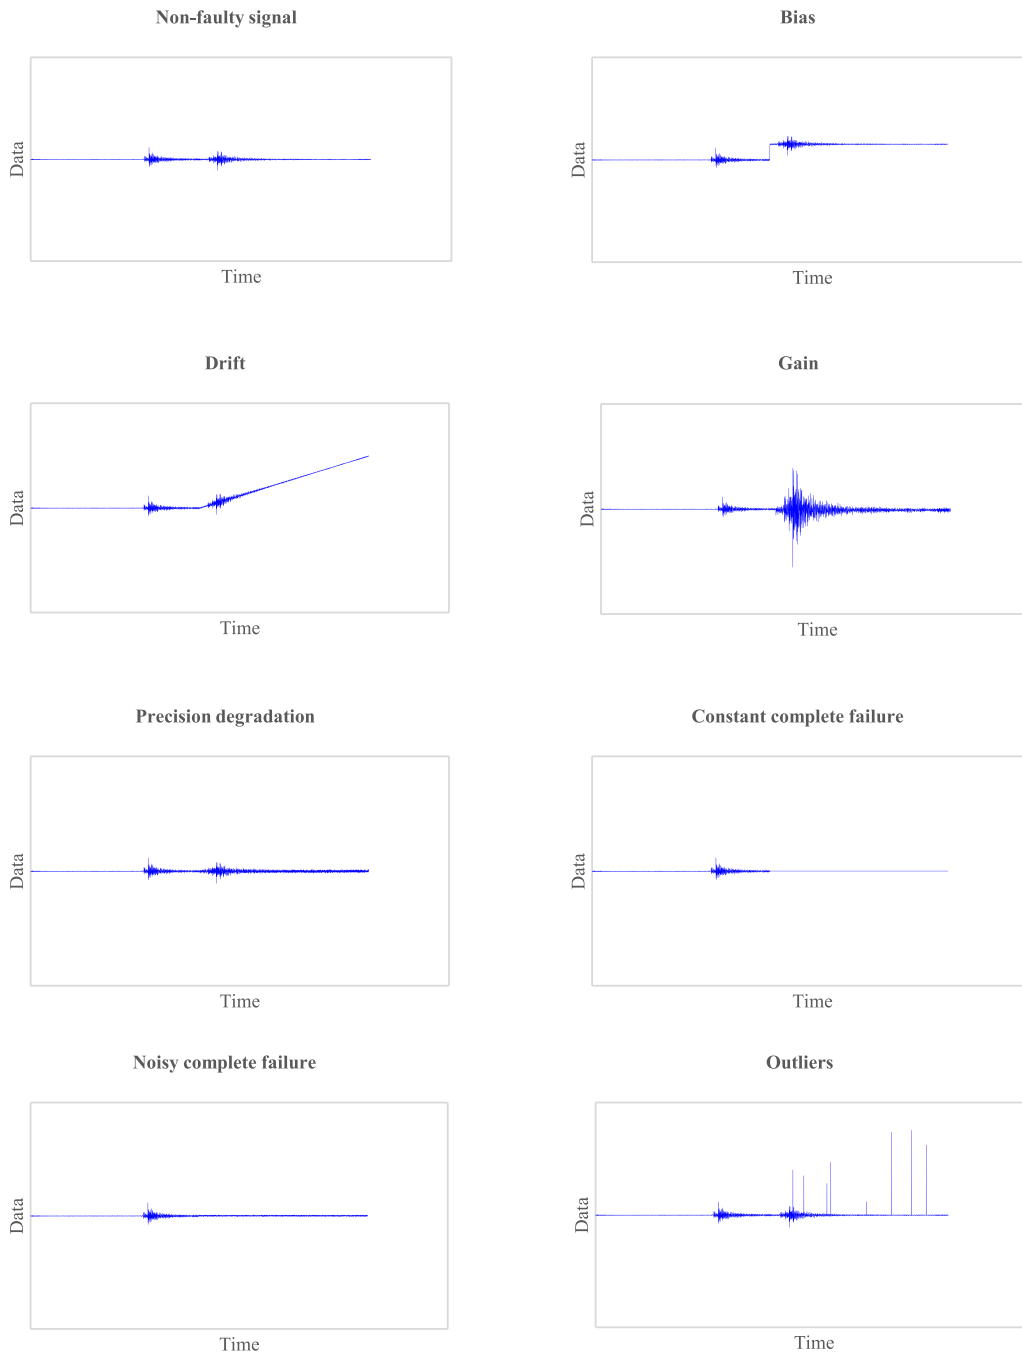 Non-faulty signal
Bias
Data
Data
Time
Time
Drift
Gain
Data
Data
Time
Time
Precision degradation
Constant complete failure
Data
Data
Time
Time
Noisy complete failure
Outliers
Data
Data
Time
Time